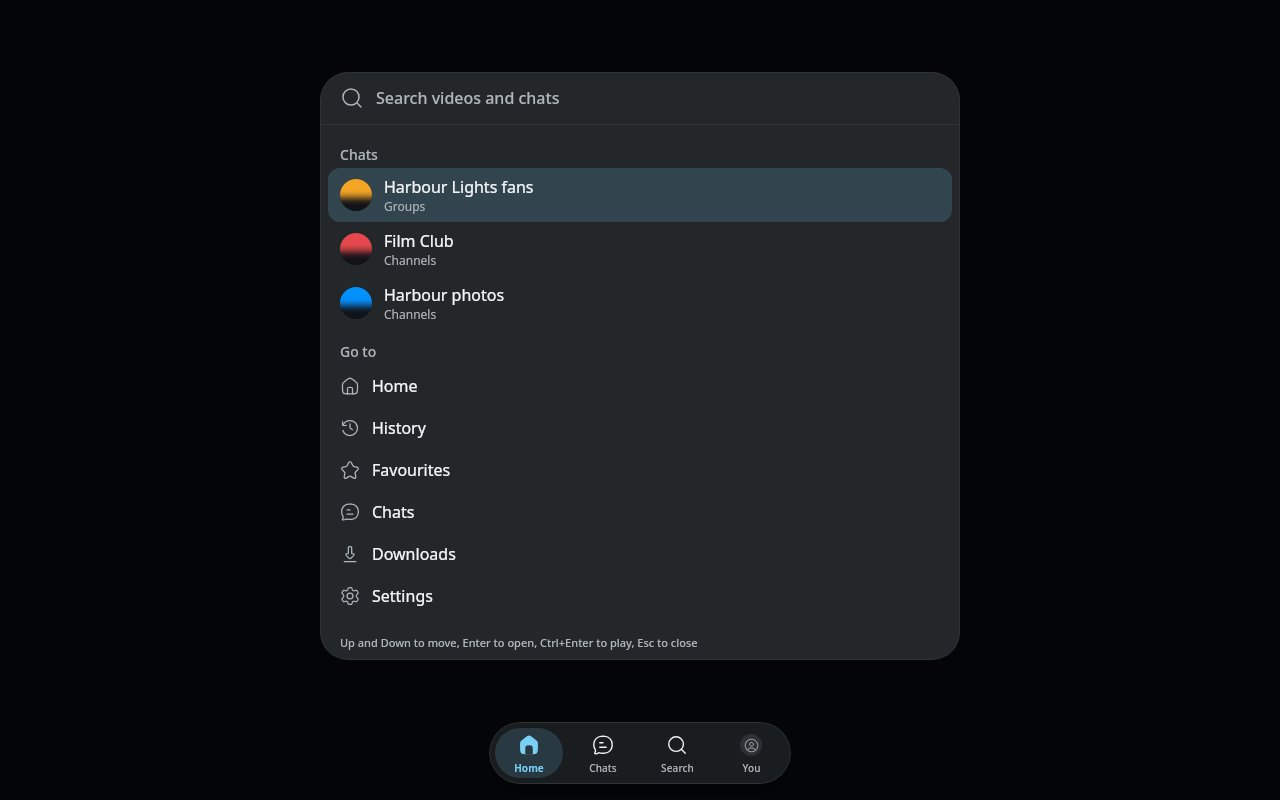 Search videos and chats
Chats
Harbour Lights fans
Groups
Film Club
Channels
Harbour photos
Channels
Go to
Home
History
Favourites
Chats
Downloads
Settings
Up and Down to move, Enter to open, Ctrl+Enter to play, Esc to close
Home
Chats
Search
You